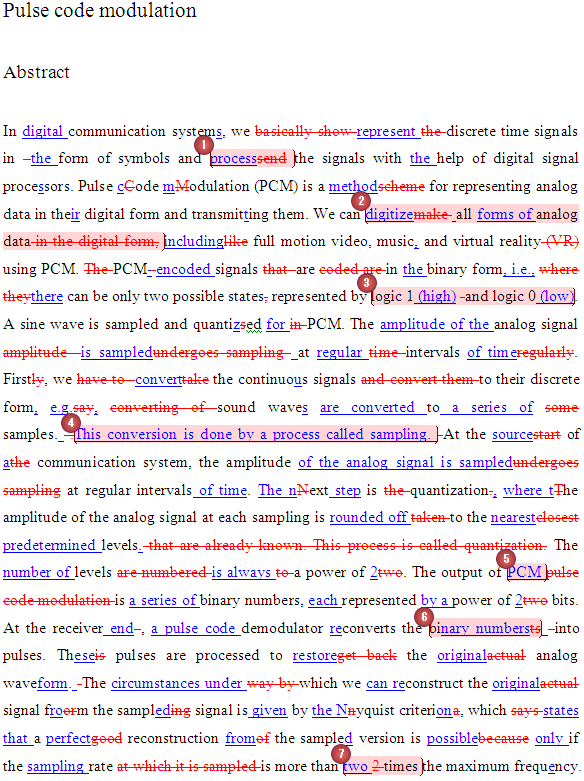 Pulse code modulation
Abstract
In digital communication systems, we basically show represent the discrete time signals
1
in –the form of symbols and processsend the signals with the help of digital signal
processors. Pulse cCode mModulation (PCM) is a methodscheme for representing analog
2
data in their digital form and transmitting them. We can digitizemake all forms of analog
data in the digital form, includinglike full motion video, music, and virtual reality (VR)
using PCM. The PCM -encoded signals that are coded are in the binary form, i.e., where
3
theythere can be only two possible states, represented by logic 1 (high) and logic 0 (low).
A sine wave is sampled and quantizsed for in PCM. The amplitude of the analog signal
amplitude is sampledundergoes sampling at regular time intervals of timeregularly.
Firstly, we have to converttake the continuous signals and convert them to their discrete
form, e.g.say, converting of sound waves are converted to a series of some
4
samples. This conversion is done by a process called sampling. At the sourcestart of
athe communication system, the amplitude of the analog signal is sampledundergoes
sampling at regular intervals of time. The nNext step is the quantization., where tThe
amplitude of the analog signal at each sampling is rounded off taken to the nearestclosest
predetermined levels. that are already known. This process is called quantization. The
5
number of levels are numbered is always to a power of 2two. The output of PCM pulse
code modulation is a series of binary numbers, each represented by a power of 2two bits.
6
At the receiver end , a pulse code demodulator reconverts the binary numbersts into
pulses. Theseis pulses are processed to restoreget back the originalactual analog
waveform. The circumstances under way by which we can reconstruct the originalactual
signal froorm the sampleding signal is given by the Nnyquist criteriona, which says states
that a perfectgood reconstruction fromof the sampled version is possiblebecause only if
7
the sampling rate at which it is sampled is more than two 2 times the maximum frequency.